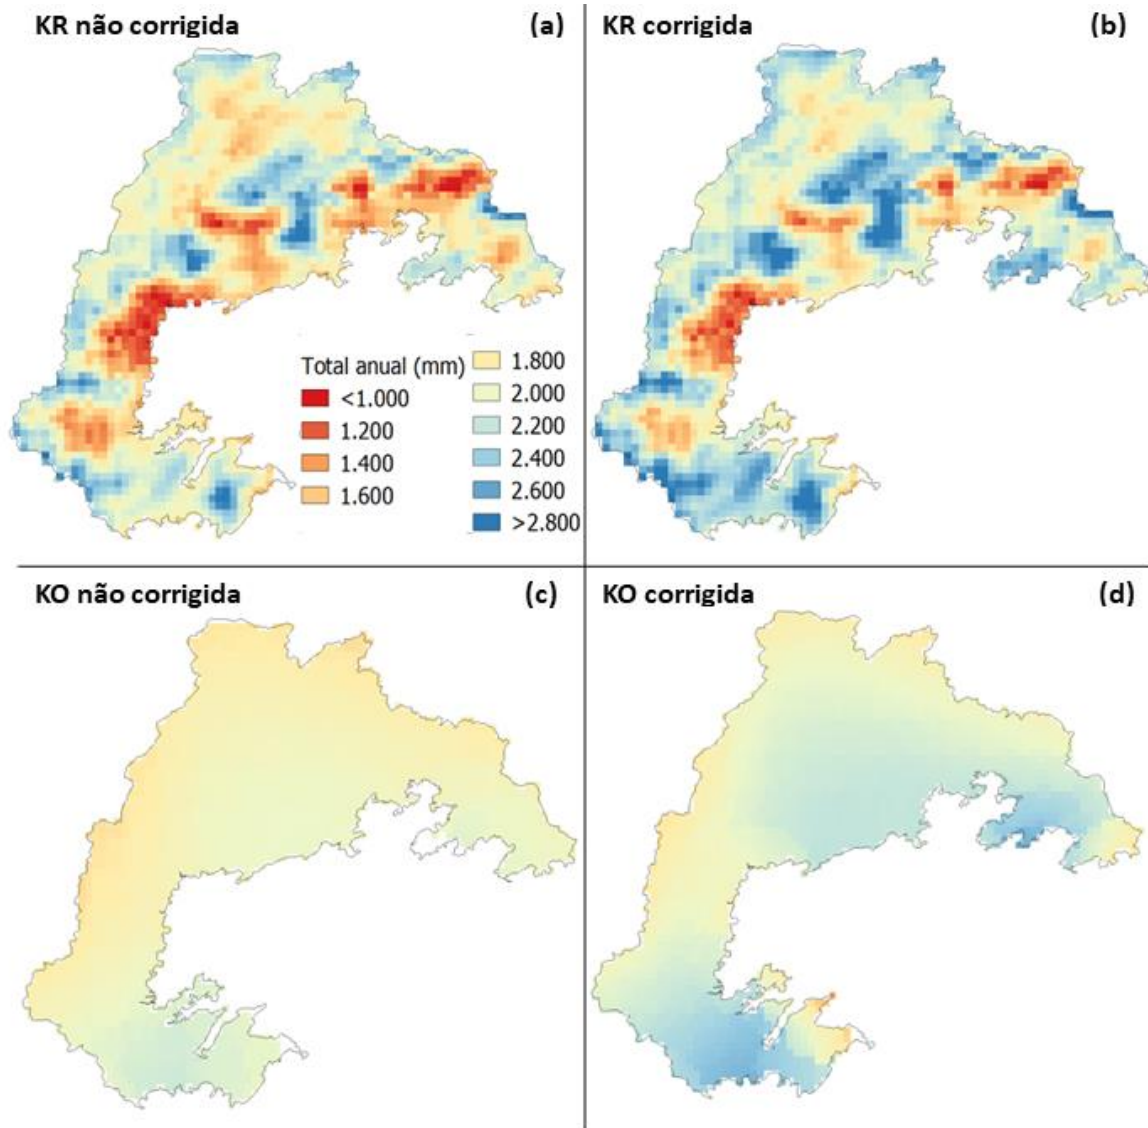 KR não corrigida
(a)
KR corrigida
(b)
Total anual (mm)
<1.000
1.200
1.400
1.600
1.800
2.000
2.200
2.400
2.600
>2.800
KO não corrigida
(c)
KO corrigida
(d)